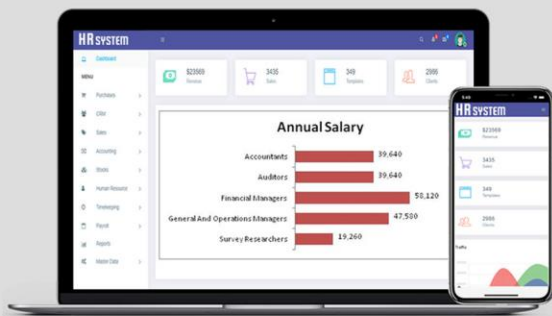 HR SYSTEM
Dashboard
MENU
Purchases
CRM
Sales
Accounting
Stocks
Human Resource
Timekeeping
Payroll
Reports
Master Data
$23569
Revenue
3435
Sales
349
Templates
2986
Clients
Annual Salary
Accountants 39,640
Auditors 39,640
Financial Managers 58,120
General And Operations Managers 47,580
Survey Researchers 19,260
HR SYSTEM
$23569
Revenue
3435
Sales
349
Templates
2986
Clients
Traffic